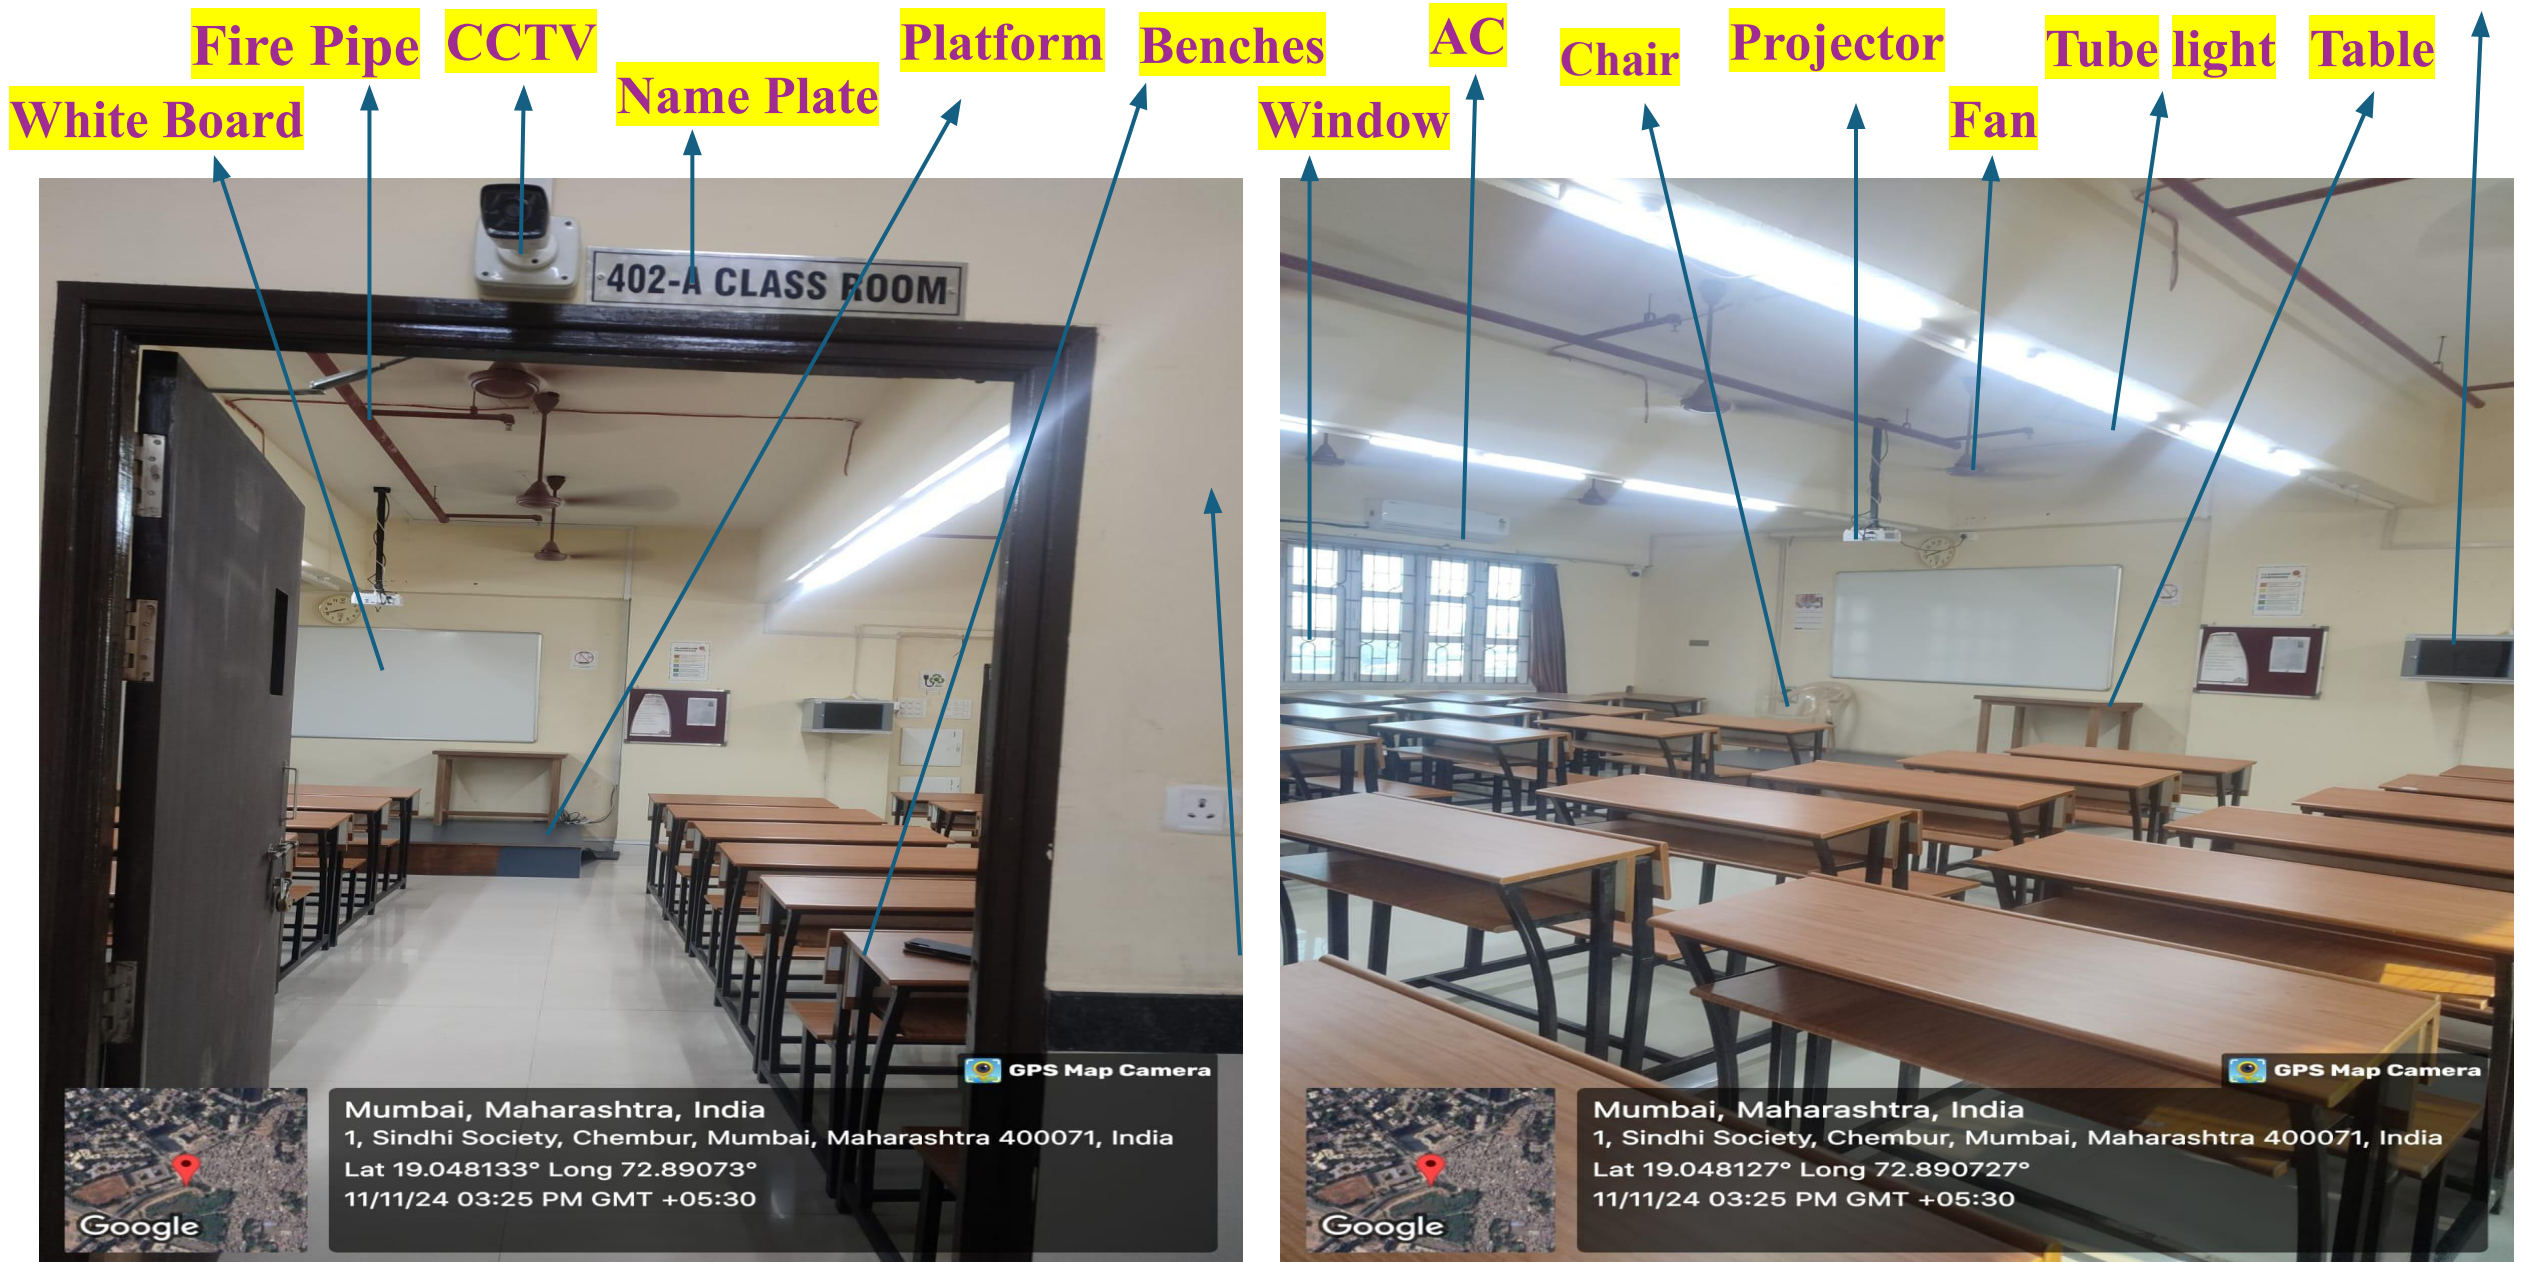 Fire Pipe
CCTV
Platform
Benches
AC
Chair
Projector
Tube light
Table
White Board
Name Plate
Window
Fan
402-A CLASS ROOM
GPS Map Camera
Mumbai, Maharashtra, India
1, Sindhi Society, Chembur, Mumbai, Maharashtra 400071, India
Lat 19.048133° Long 72.89073°
11/11/24 03:25 PM GMT +05:30
Google
GPS Map Camera
Mumbai, Maharashtra, India
1, Sindhi Society, Chembur, Mumbai, Maharashtra 400071, India
Lat 19.048127° Long 72.890727°
11/11/24 03:25 PM GMT +05:30
Google